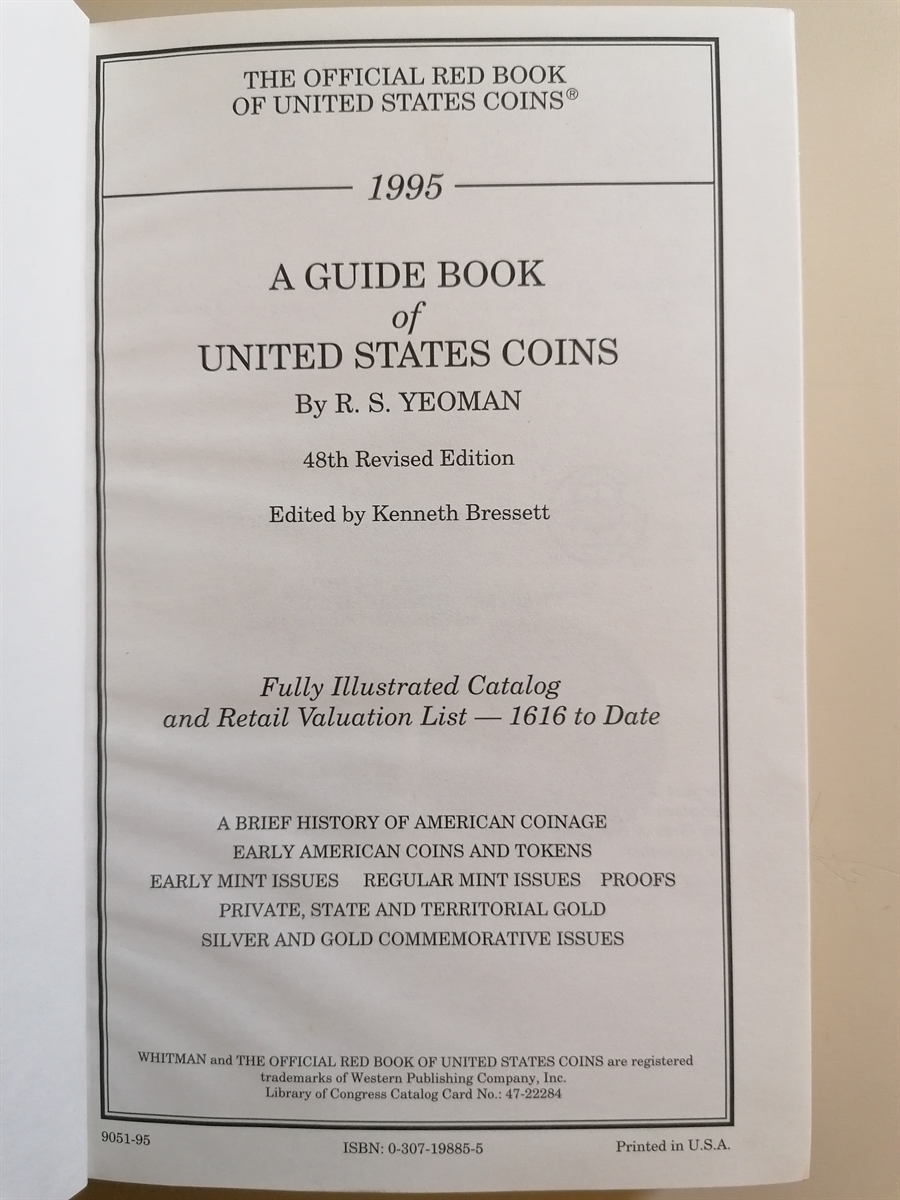 THE OFFICIAL RED BOOK
OF UNITED STATES COINS®
1995
A GUIDE BOOK
of
UNITED STATES COINS
By R. S. YEOMAN
48th Revised Edition
Edited by Kenneth Bressett
Fully Illustrated Catalog
and Retail Valuation List — 1616 to Date
A BRIEF HISTORY OF AMERICAN COINAGE
EARLY AMERICAN COINS AND TOKENS
EARLY MINT ISSUES REGULAR MINT ISSUES PROOFS
PRIVATE, STATE AND TERRITORIAL GOLD
SILVER AND GOLD COMMEMORATIVE ISSUES
WHITMAN and THE OFFICIAL RED BOOK OF UNITED STATES COINS are registered
trademarks of Western Publishing Company, Inc.
Library of Congress Catalog Card No.: 47-22284
9051-95 ISBN: 0-307-19885-5 Printed in U.S.A.